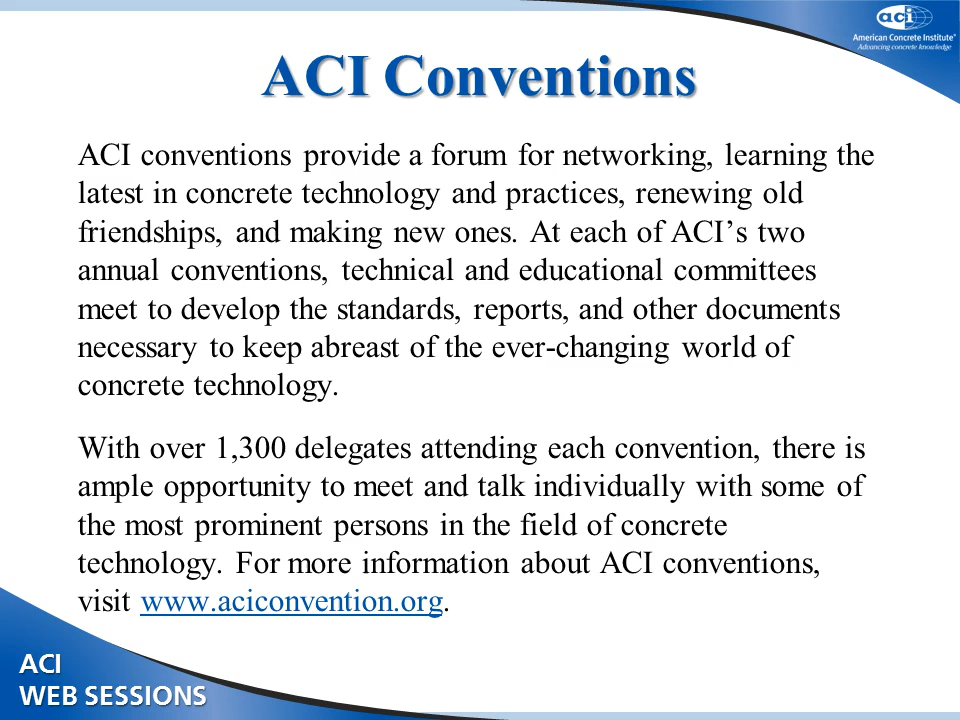 aci
American Concrete Institute®
Advancing concrete knowledge
ACI Conventions
ACI conventions provide a forum for networking, learning the
latest in concrete technology and practices, renewing old
friendships, and making new ones. At each of ACI’s two
annual conventions, technical and educational committees
meet to develop the standards, reports, and other documents
necessary to keep abreast of the ever-changing world of
concrete technology.
With over 1,300 delegates attending each convention, there is
ample opportunity to meet and talk individually with some of
the most prominent persons in the field of concrete
technology. For more information about ACI conventions,
visit www.aciconvention.org.
ACI
WEB SESSIONS